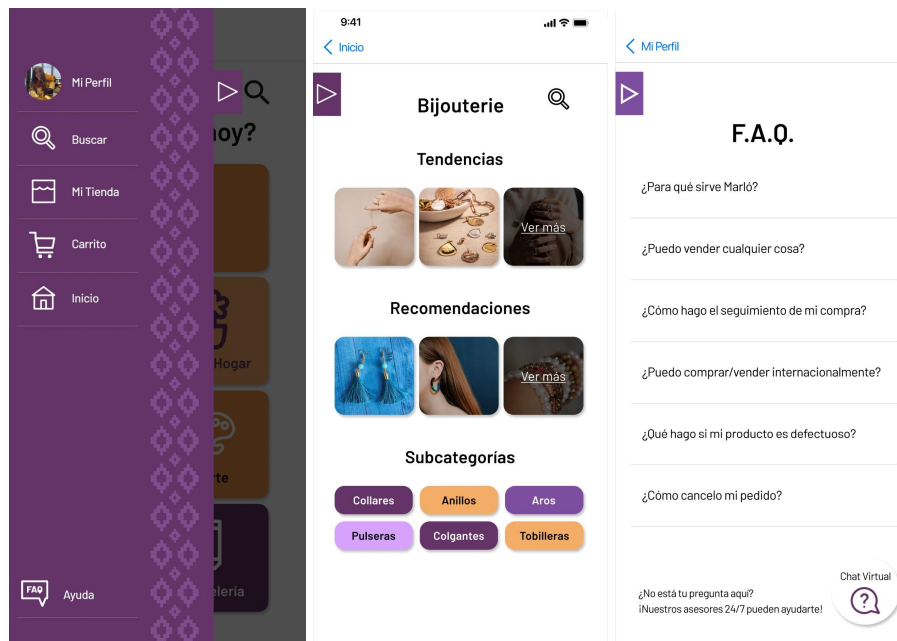 Mi Perfil
Buscar
Mi Tienda
Carrito
Inicio
FAQ
Ayuda
hoy?
Hogar
rte
elería
9:41
Inicio
Bijouterie
Tendencias
Ver más
Recomendaciones
Ver más
Subcategorías
Collares
Anillos
Aros
Pulseras
Colgantes
Tobilleras
Mi Perfil
F.A.Q.
¿Para qué sirve Marló?
¿Puedo vender cualquier cosa?
¿Cómo hago el seguimiento de mi compra?
¿Puedo comprar/vender internacionalmente?
¿Qué hago si mi producto es defectuoso?
¿Cómo cancelo mi pedido?
¿No está tu pregunta aquí?
¡Nuestros asesores 24/7 pueden ayudarte!
Chat Virtual